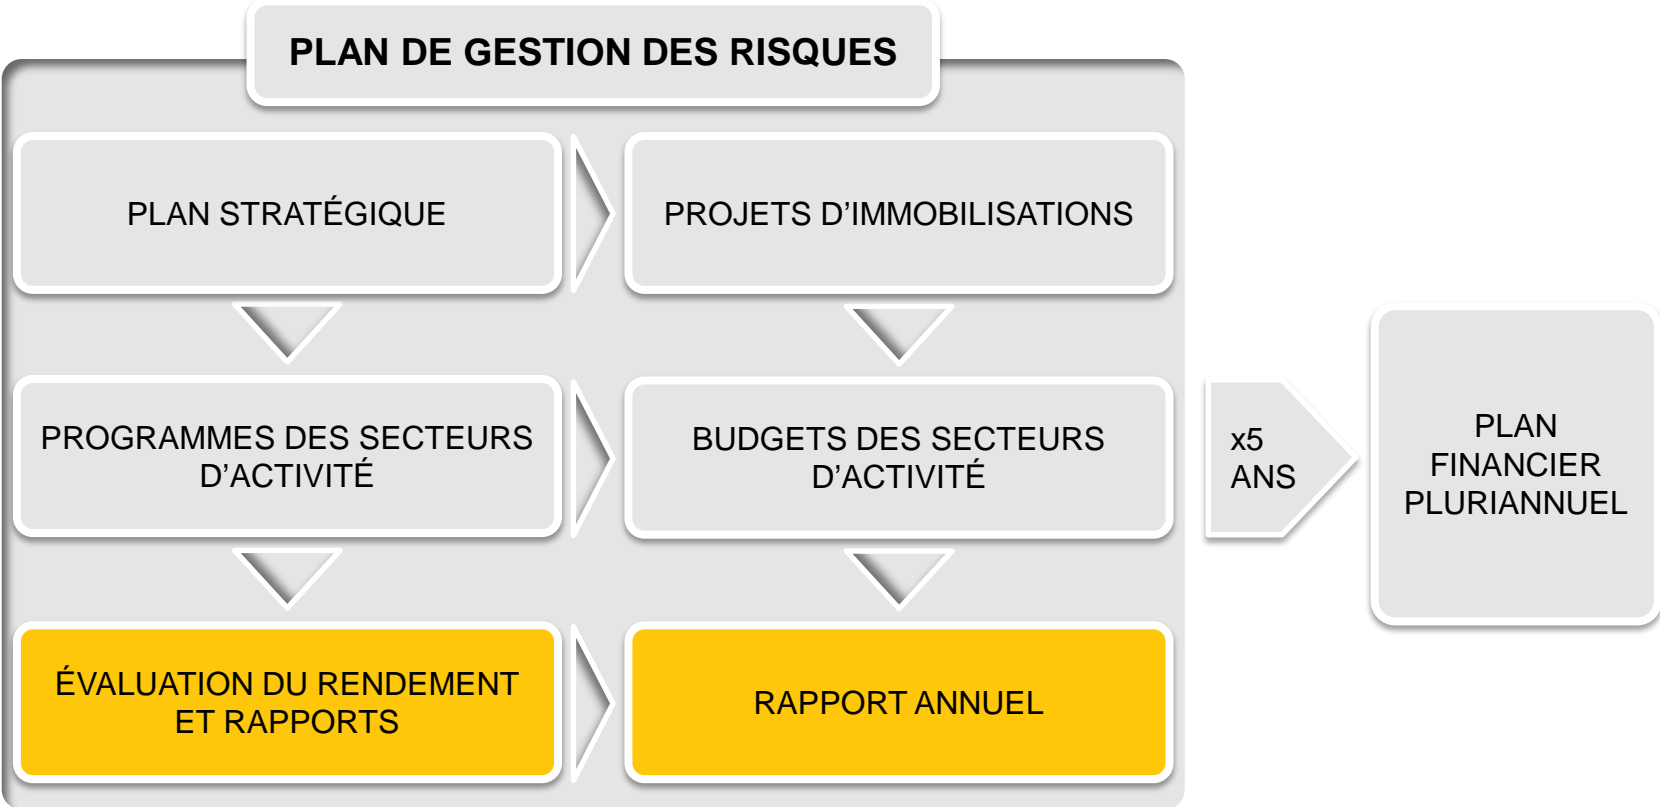 PLAN DE GESTION DES RISQUES
PLAN STRATÉGIQUE
PROJETS D’IMMOBILISATIONS
PROGRAMMES DES SECTEURS
D’ACTIVITÉ
BUDGETS DES SECTEURS
D’ACTIVITÉ
x5
ANS
PLAN
FINANCIER
PLURIANNUEL
ÉVALUATION DU RENDEMENT
ET RAPPORTS
RAPPORT ANNUEL